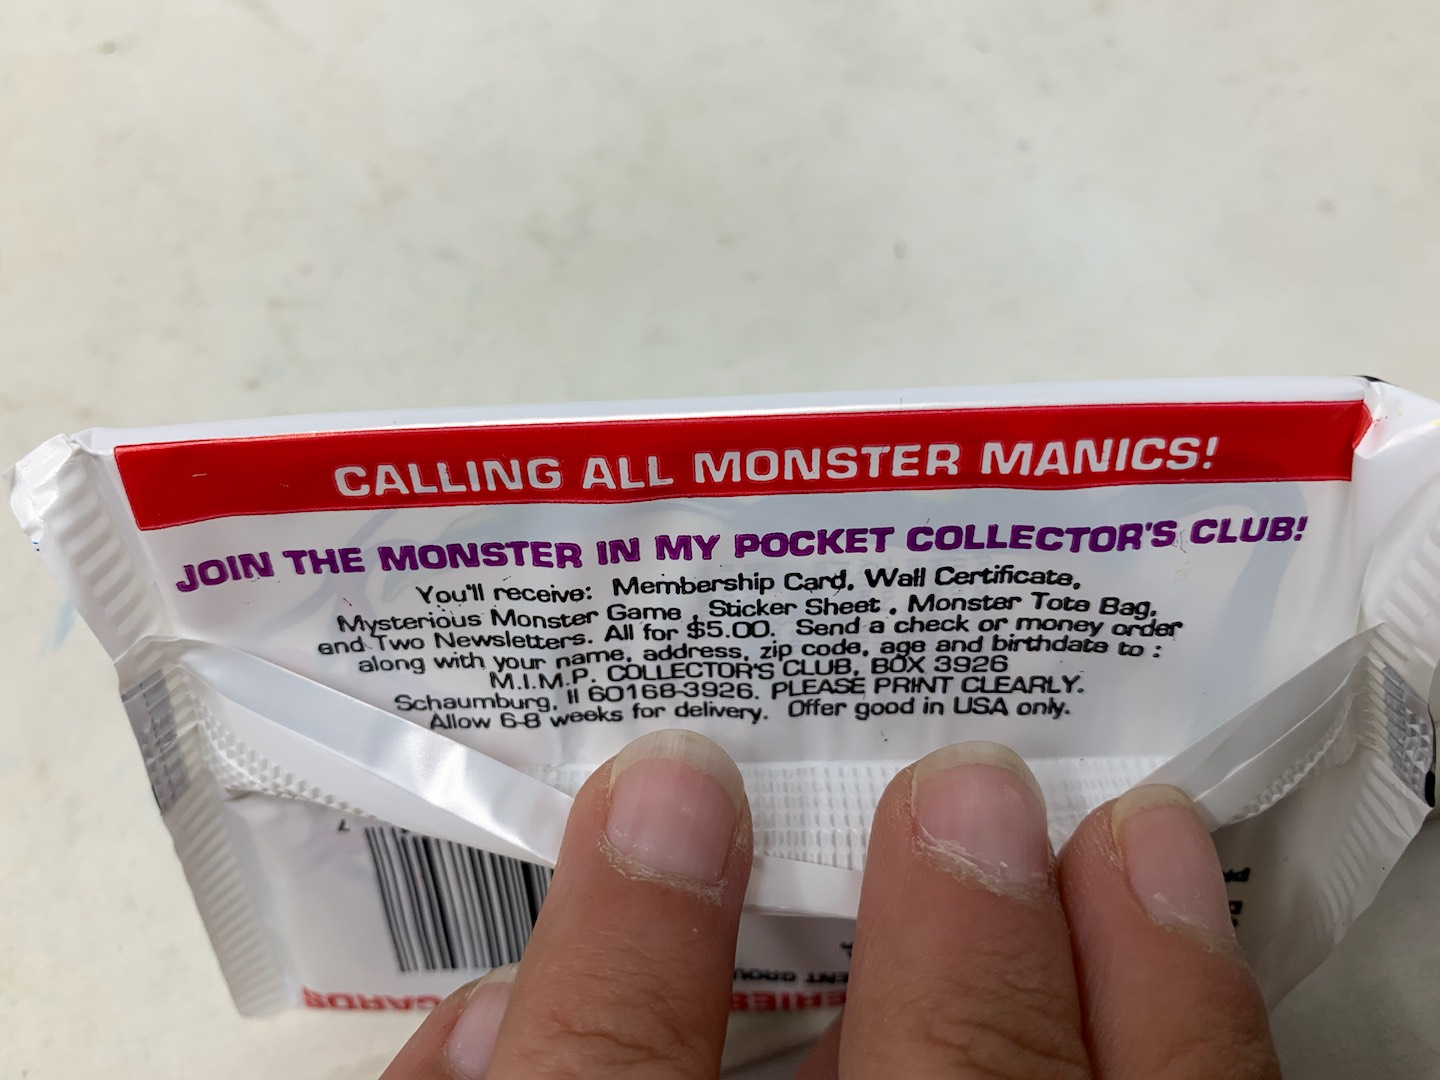 CALLING ALL MONSTER MANICS!
JOIN THE MONSTER IN MY POCKET COLLECTOR'S CLUB!
You'll receive: Membership Card, Wall Certificate,
Mysterious Monster Game , Sticker Sheet , Monster Tote Bag,
and Two Newsletters. All for $5.00. Send a check or money order
along with your name, address, zip code, age and birthdate to :
M.I.M.P. COLLECTOR'S CLUB, BOX 3926
Schaumburg, Il 60168-3926. PLEASE PRINT CLEARLY.
Allow 6-8 weeks for delivery. Offer good in USA only.
7
CARDS